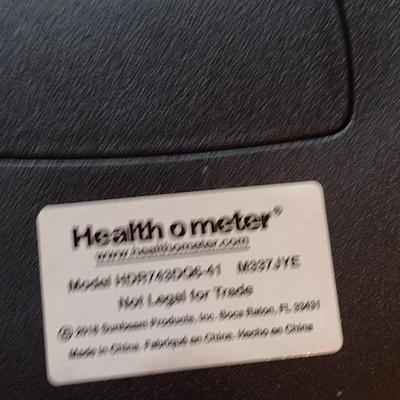 Health o meter®
www.healthometer.com
Model HDR743DQ6-41 M337JYE
Not Legal for Trade
© 2016 Sunbeam Products, Inc. Boca Raton, FL 33431
Made in China. Fabriqué en Chine. Hecho en China